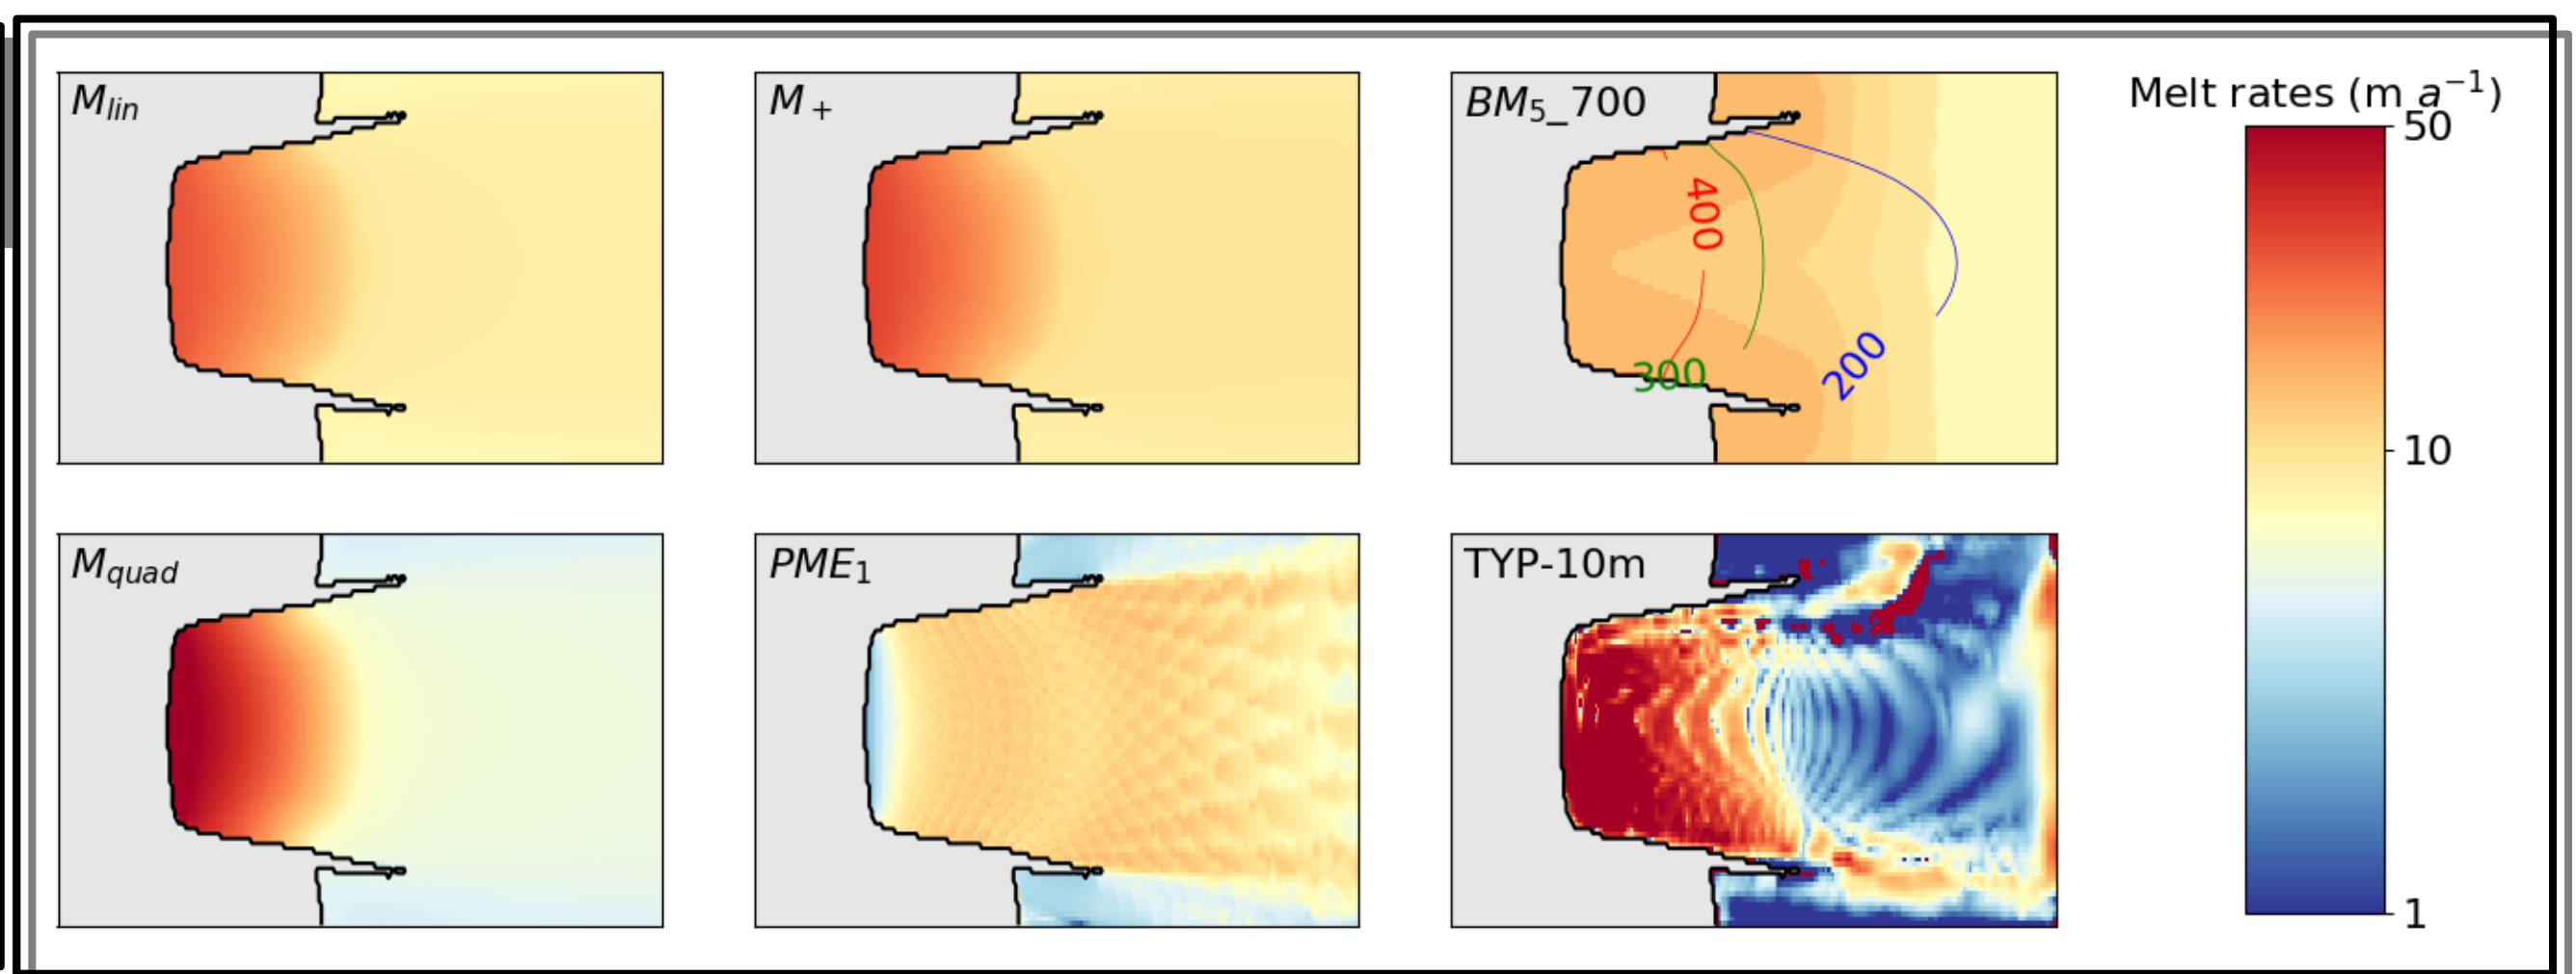 M_lin
M_+
BM_5_700
Melt rates (m a^−1)
50
400
10
300
200
M_quad
PME_1
TYP-10m
1